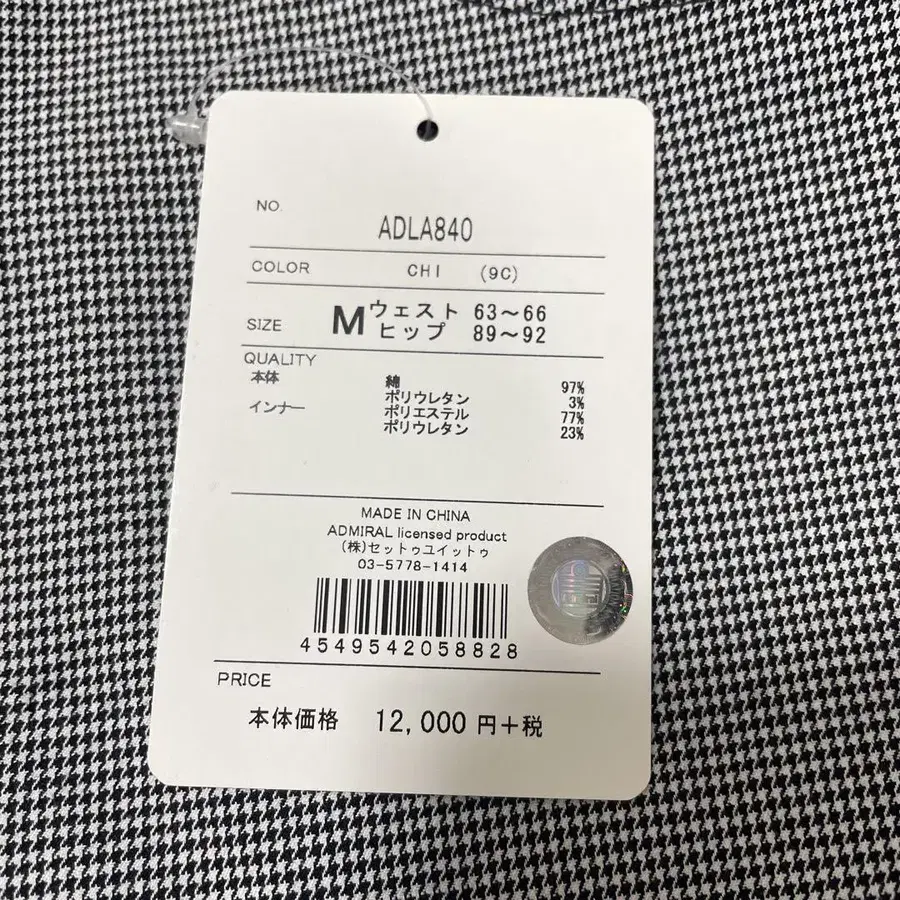 NO. ADLA840
COLOR CHI (9C)
SIZE M ウェスト 63～66
ヒップ 89～92
QUALITY
本体 綿 97%
ポリウレタン 3%
インナー ポリエステル 77%
ポリウレタン 23%
MADE IN CHINA
ADMIRAL licensed product
(株)セットゥユイットゥ
03-5778-1414
4549542058828
PRICE
本体価格 12,000 円+税